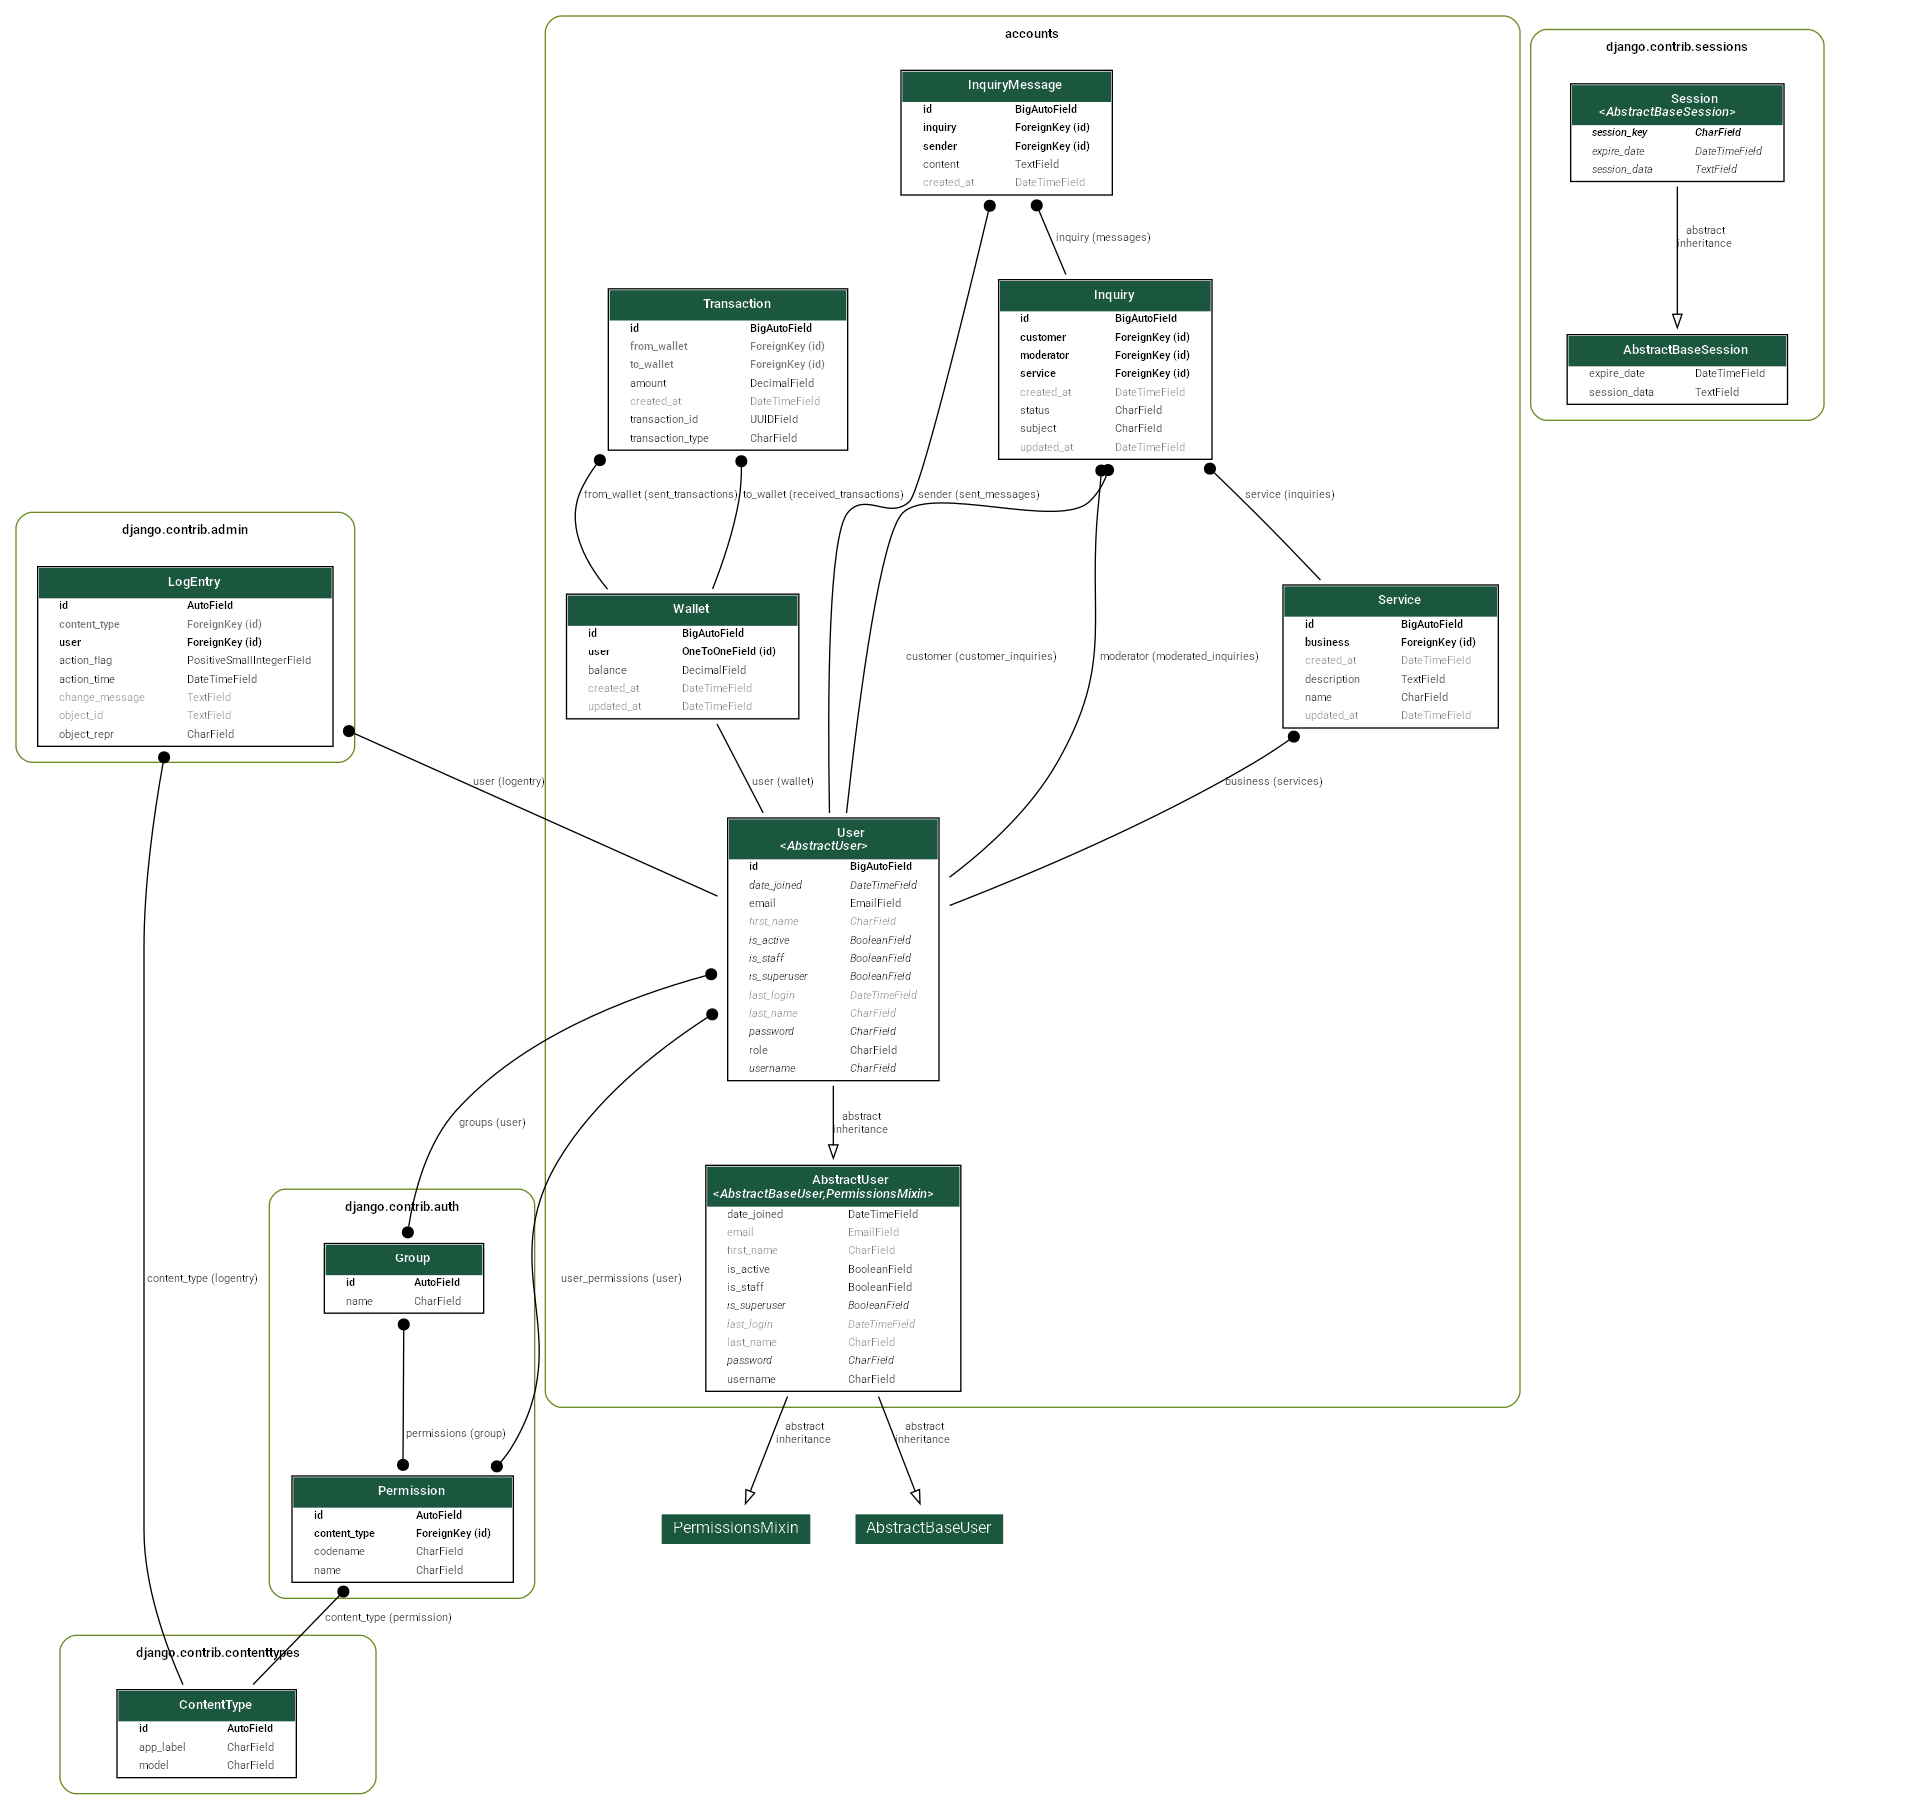 accounts
InquiryMessage
id BigAutoField
inquiry ForeignKey (id)
sender ForeignKey (id)
content TextField
created_at DateTimeField
inquiry (messages)
Transaction
id BigAutoField
from_wallet ForeignKey (id)
to_wallet ForeignKey (id)
amount DecimalField
created_at DateTimeField
transaction_id UUIDField
transaction_type CharField
Inquiry
id BigAutoField
customer ForeignKey (id)
moderator ForeignKey (id)
service ForeignKey (id)
created_at DateTimeField
status CharField
subject CharField
updated_at DateTimeField
from_wallet (sent_transactions)
to_wallet (received_transactions)
sender (sent_messages)
service (inquiries)
Wallet
id BigAutoField
user OneToOneField (id)
balance DecimalField
created_at DateTimeField
updated_at DateTimeField
customer (customer_inquiries)
moderator (moderated_inquiries)
Service
id BigAutoField
business ForeignKey (id)
created_at DateTimeField
description TextField
name CharField
updated_at DateTimeField
user (logentry)
user (wallet)
business (services)
User
<AbstractUser>
id BigAutoField
date_joined DateTimeField
email EmailField
first_name CharField
is_active BooleanField
is_staff BooleanField
is_superuser BooleanField
last_login DateTimeField
last_name CharField
password CharField
role CharField
username CharField
abstract
inheritance
AbstractUser
<AbstractBaseUser,PermissionsMixin>
date_joined DateTimeField
email EmailField
first_name CharField
is_active BooleanField
is_staff BooleanField
is_superuser BooleanField
last_login DateTimeField
last_name CharField
password CharField
username CharField
abstract
inheritance
abstract
inheritance
PermissionsMixin
AbstractBaseUser
django.contrib.sessions
Session
<AbstractBaseSession>
session_key CharField
expire_date DateTimeField
session_data TextField
abstract
inheritance
AbstractBaseSession
expire_date DateTimeField
session_data TextField
django.contrib.admin
LogEntry
id AutoField
content_type ForeignKey (id)
user ForeignKey (id)
action_flag PositiveSmallIntegerField
action_time DateTimeField
change_message TextField
object_id TextField
object_repr CharField
groups (user)
content_type (logentry)
user_permissions (user)
django.contrib.auth
Group
id AutoField
name CharField
permissions (group)
Permission
id AutoField
content_type ForeignKey (id)
codename CharField
name CharField
content_type (permission)
django.contrib.contenttypes
ContentType
id AutoField
app_label CharField
model CharField